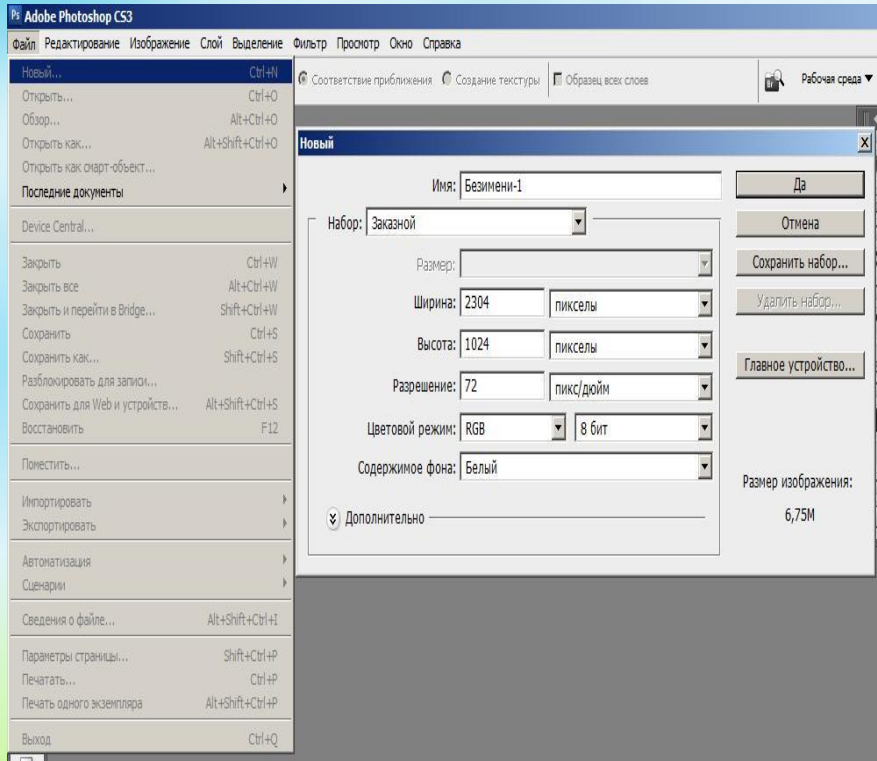 Ps Adobe Photoshop CS3
Файл Редактирование Изображение Слой Выделение Фильтр Просмотр Окно Справка
Соответствие приближения Создание текстуры Образец всех слоев Рабочая среда
Новый... Ctrl+N
Открыть... Ctrl+O
Обзор... Alt+Ctrl+O
Открыть как... Alt+Shift+Ctrl+O
Открыть как смарт-объект...
Последние документы
Device Central...
Закрыть Ctrl+W
Закрыть все Alt+Ctrl+W
Закрыть и перейти в Bridge... Shift+Ctrl+W
Сохранить Ctrl+S
Сохранить как... Shift+Ctrl+S
Разблокировать для записи...
Сохранить для Web и устройств... Alt+Shift+Ctrl+S
Восстановить F12
Поместить...
Импортировать
Экспортировать
Автоматизация
Сценарии
Сведения о файле... Alt+Shift+Ctrl+I
Параметры страницы... Shift+Ctrl+P
Печатать... Ctrl+P
Печать одного экземпляра Alt+Shift+Ctrl+P
Выход Ctrl+Q
Новый
Имя: Безимени-1
Да
Набор: Заказной
Отмена
Размер:
Сохранить набор...
Ширина: 2304 пикселы
Удалить набор...
Высота: 1024 пикселы
Главное устройство...
Разрешение: 72 пикс/дюйм
Цветовой режим: RGB 8 бит
Содержимое фона: Белый
Размер изображения:
6,75M
Дополнительно